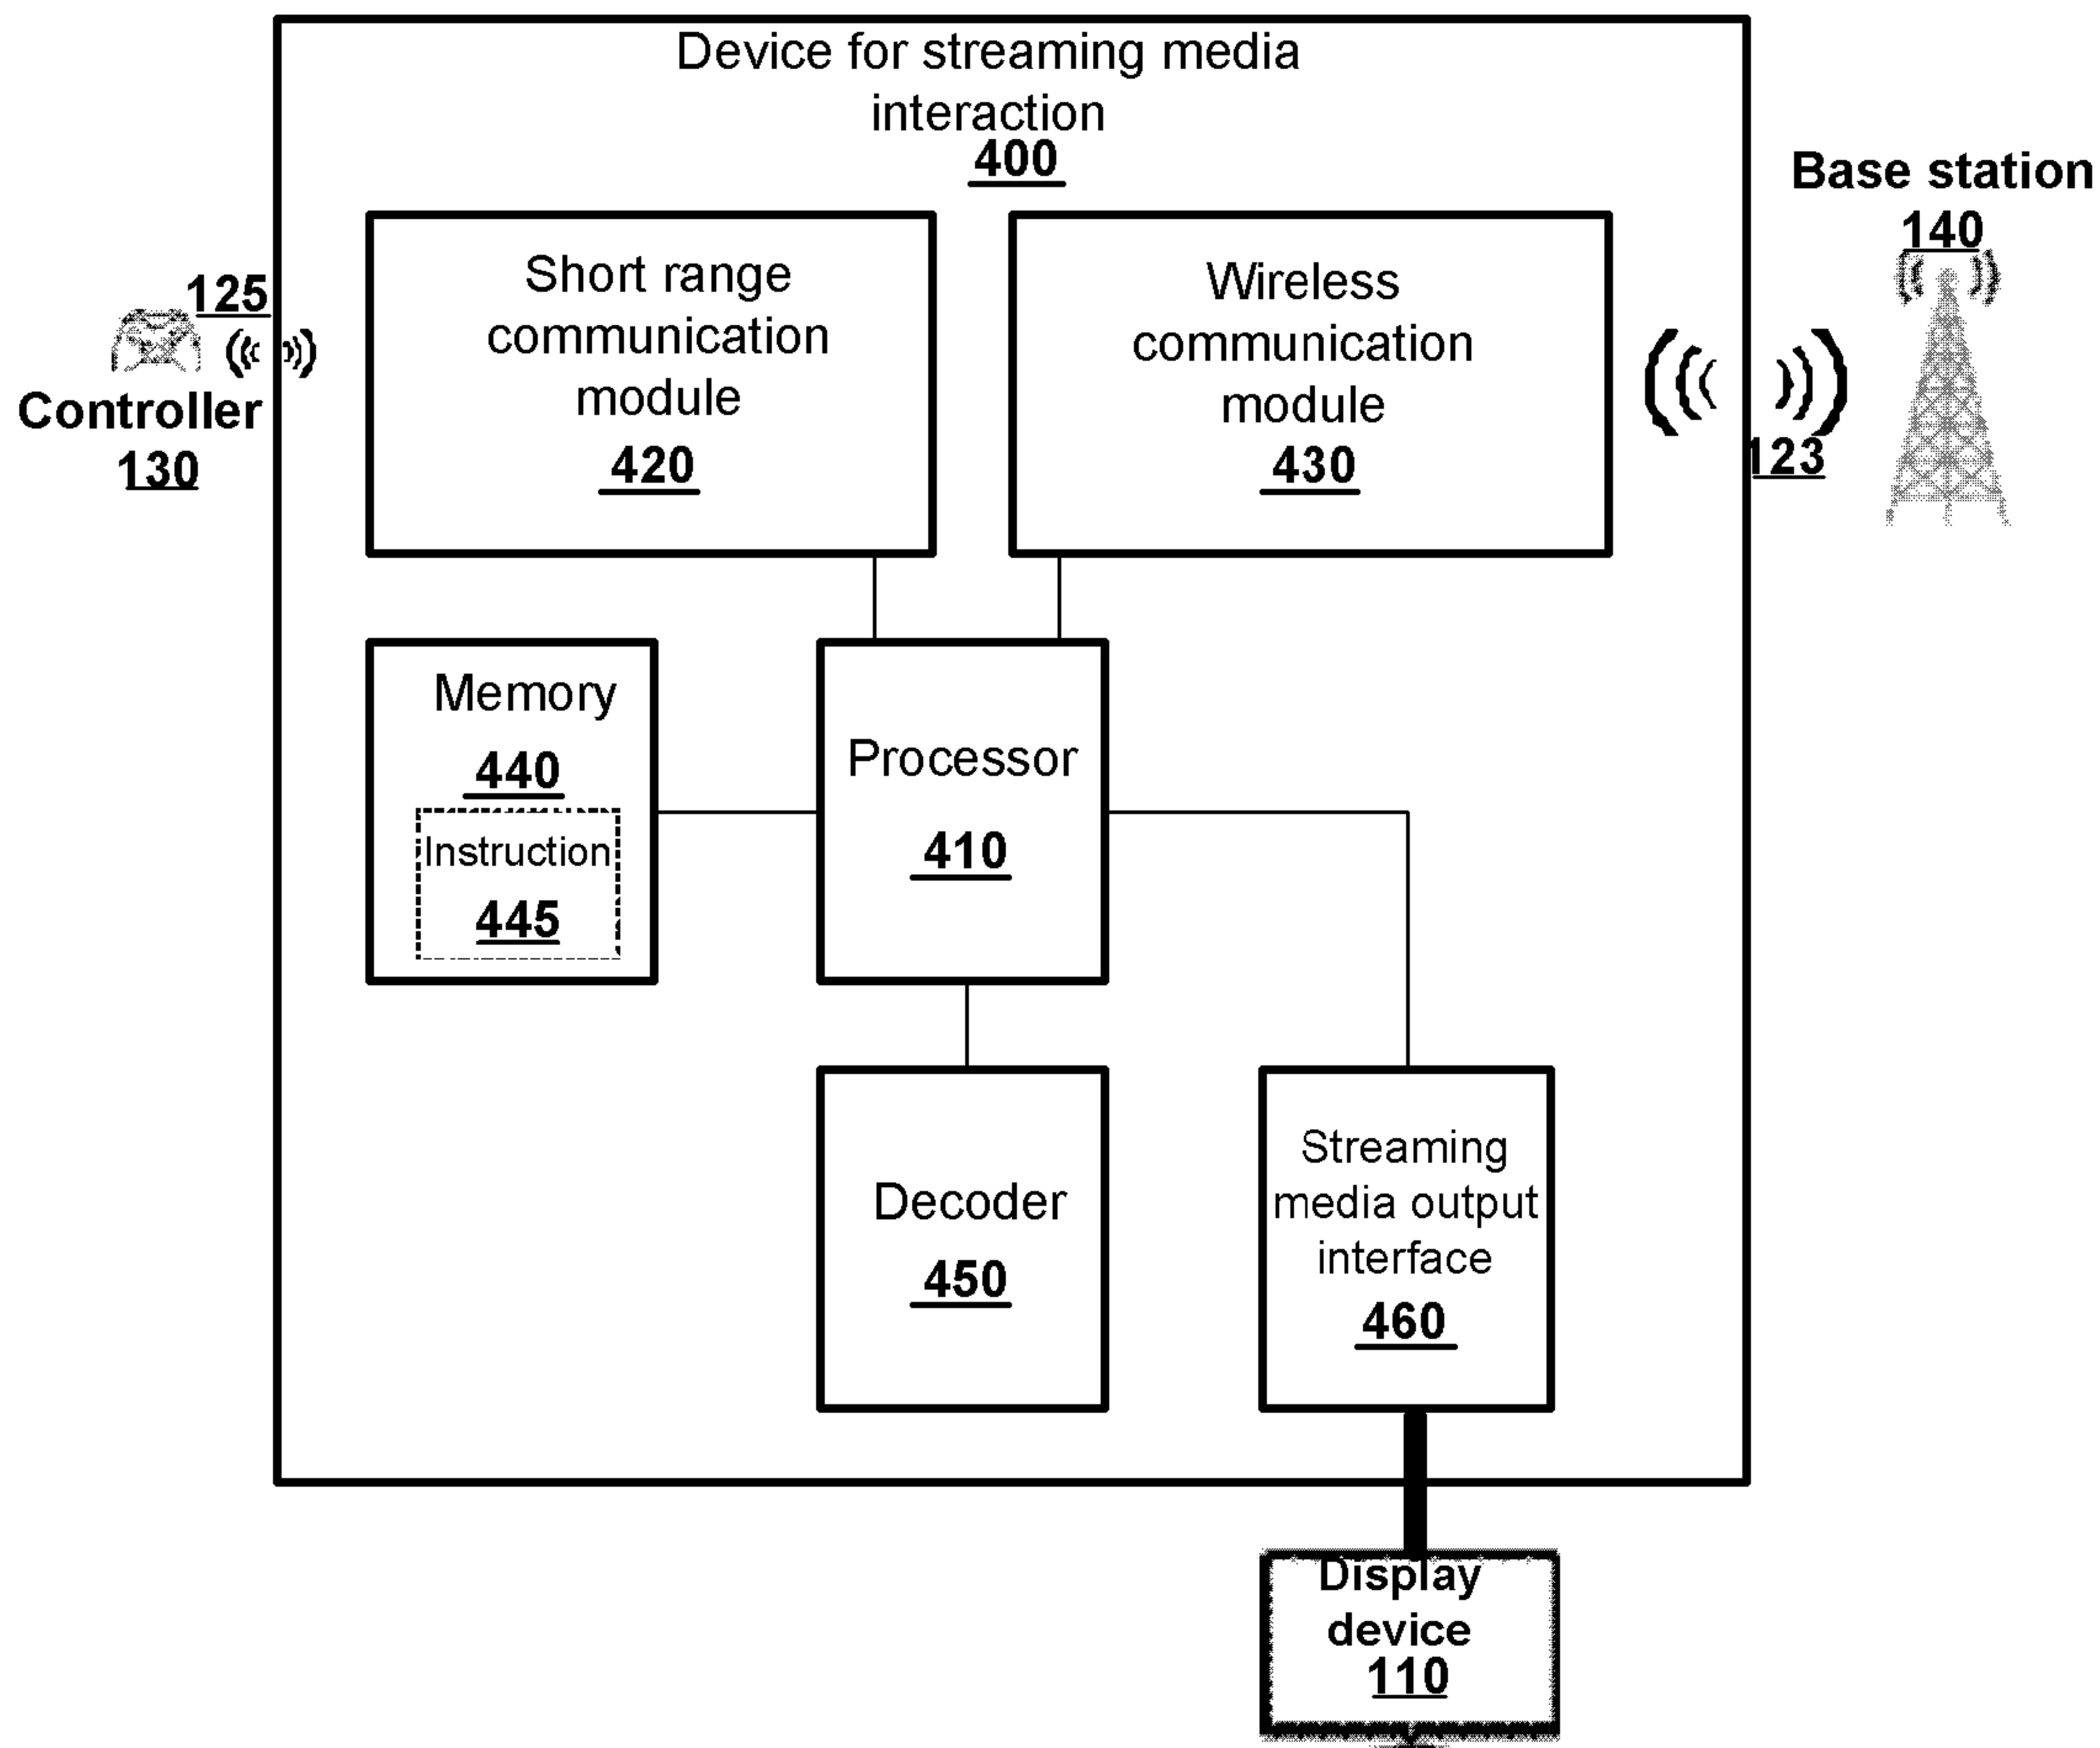 Device for streaming media
interaction
400
Base station
140
125
Controller
130
Short range
communication
module
420
Wireless
communication
module
430
123
Memory
440
Instruction
445
Processor
410
Decoder
450
Streaming
media output
interface
460
Display
device
110